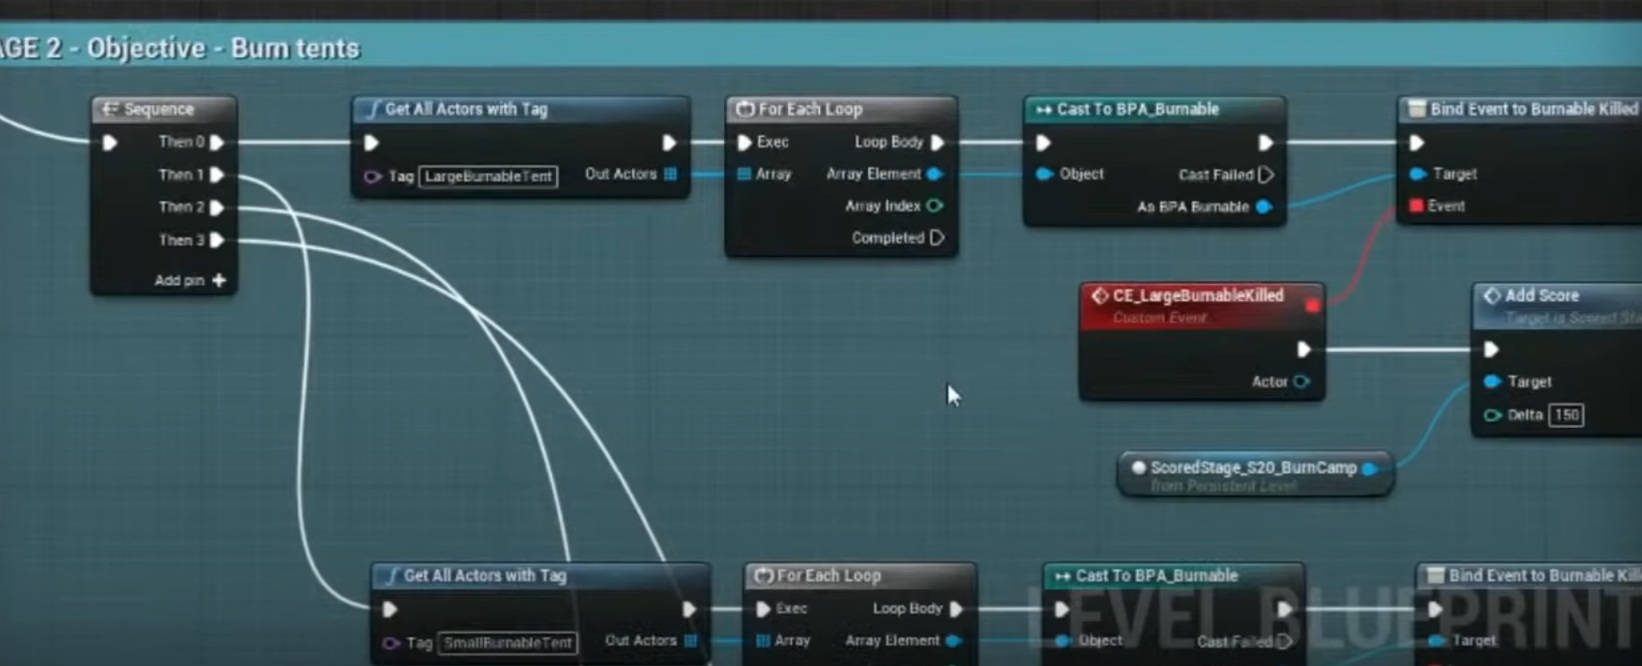 AGE 2 - Objective - Burn tents
Sequence
Then 0
Then 1
Then 2
Then 3
Add pin
Get All Actors with Tag
Tag LargeBurnableTent
Out Actors
For Each Loop
Exec
Loop Body
Array
Array Element
Array Index
Completed
Cast To BPA_Burnable
Object
Cast Failed
As BPA Burnable
Bind Event to Burnable Killed
Target
Event
CE_LargeBurnableKilled
Custom Event
Actor
Add Score
Target is Scored Sta
Target
Delta 150
ScoredStage_S20_BurnCamp
from Persistent Level
Get All Actors with Tag
Tag SmallBurnableTent
Out Actors
For Each Loop
Exec
Loop Body
Array
Array Element
Cast To BPA_Burnable
Object
Cast Failed
Bind Event to Burnable Kill
Target
LEVEL BLUEPRINT